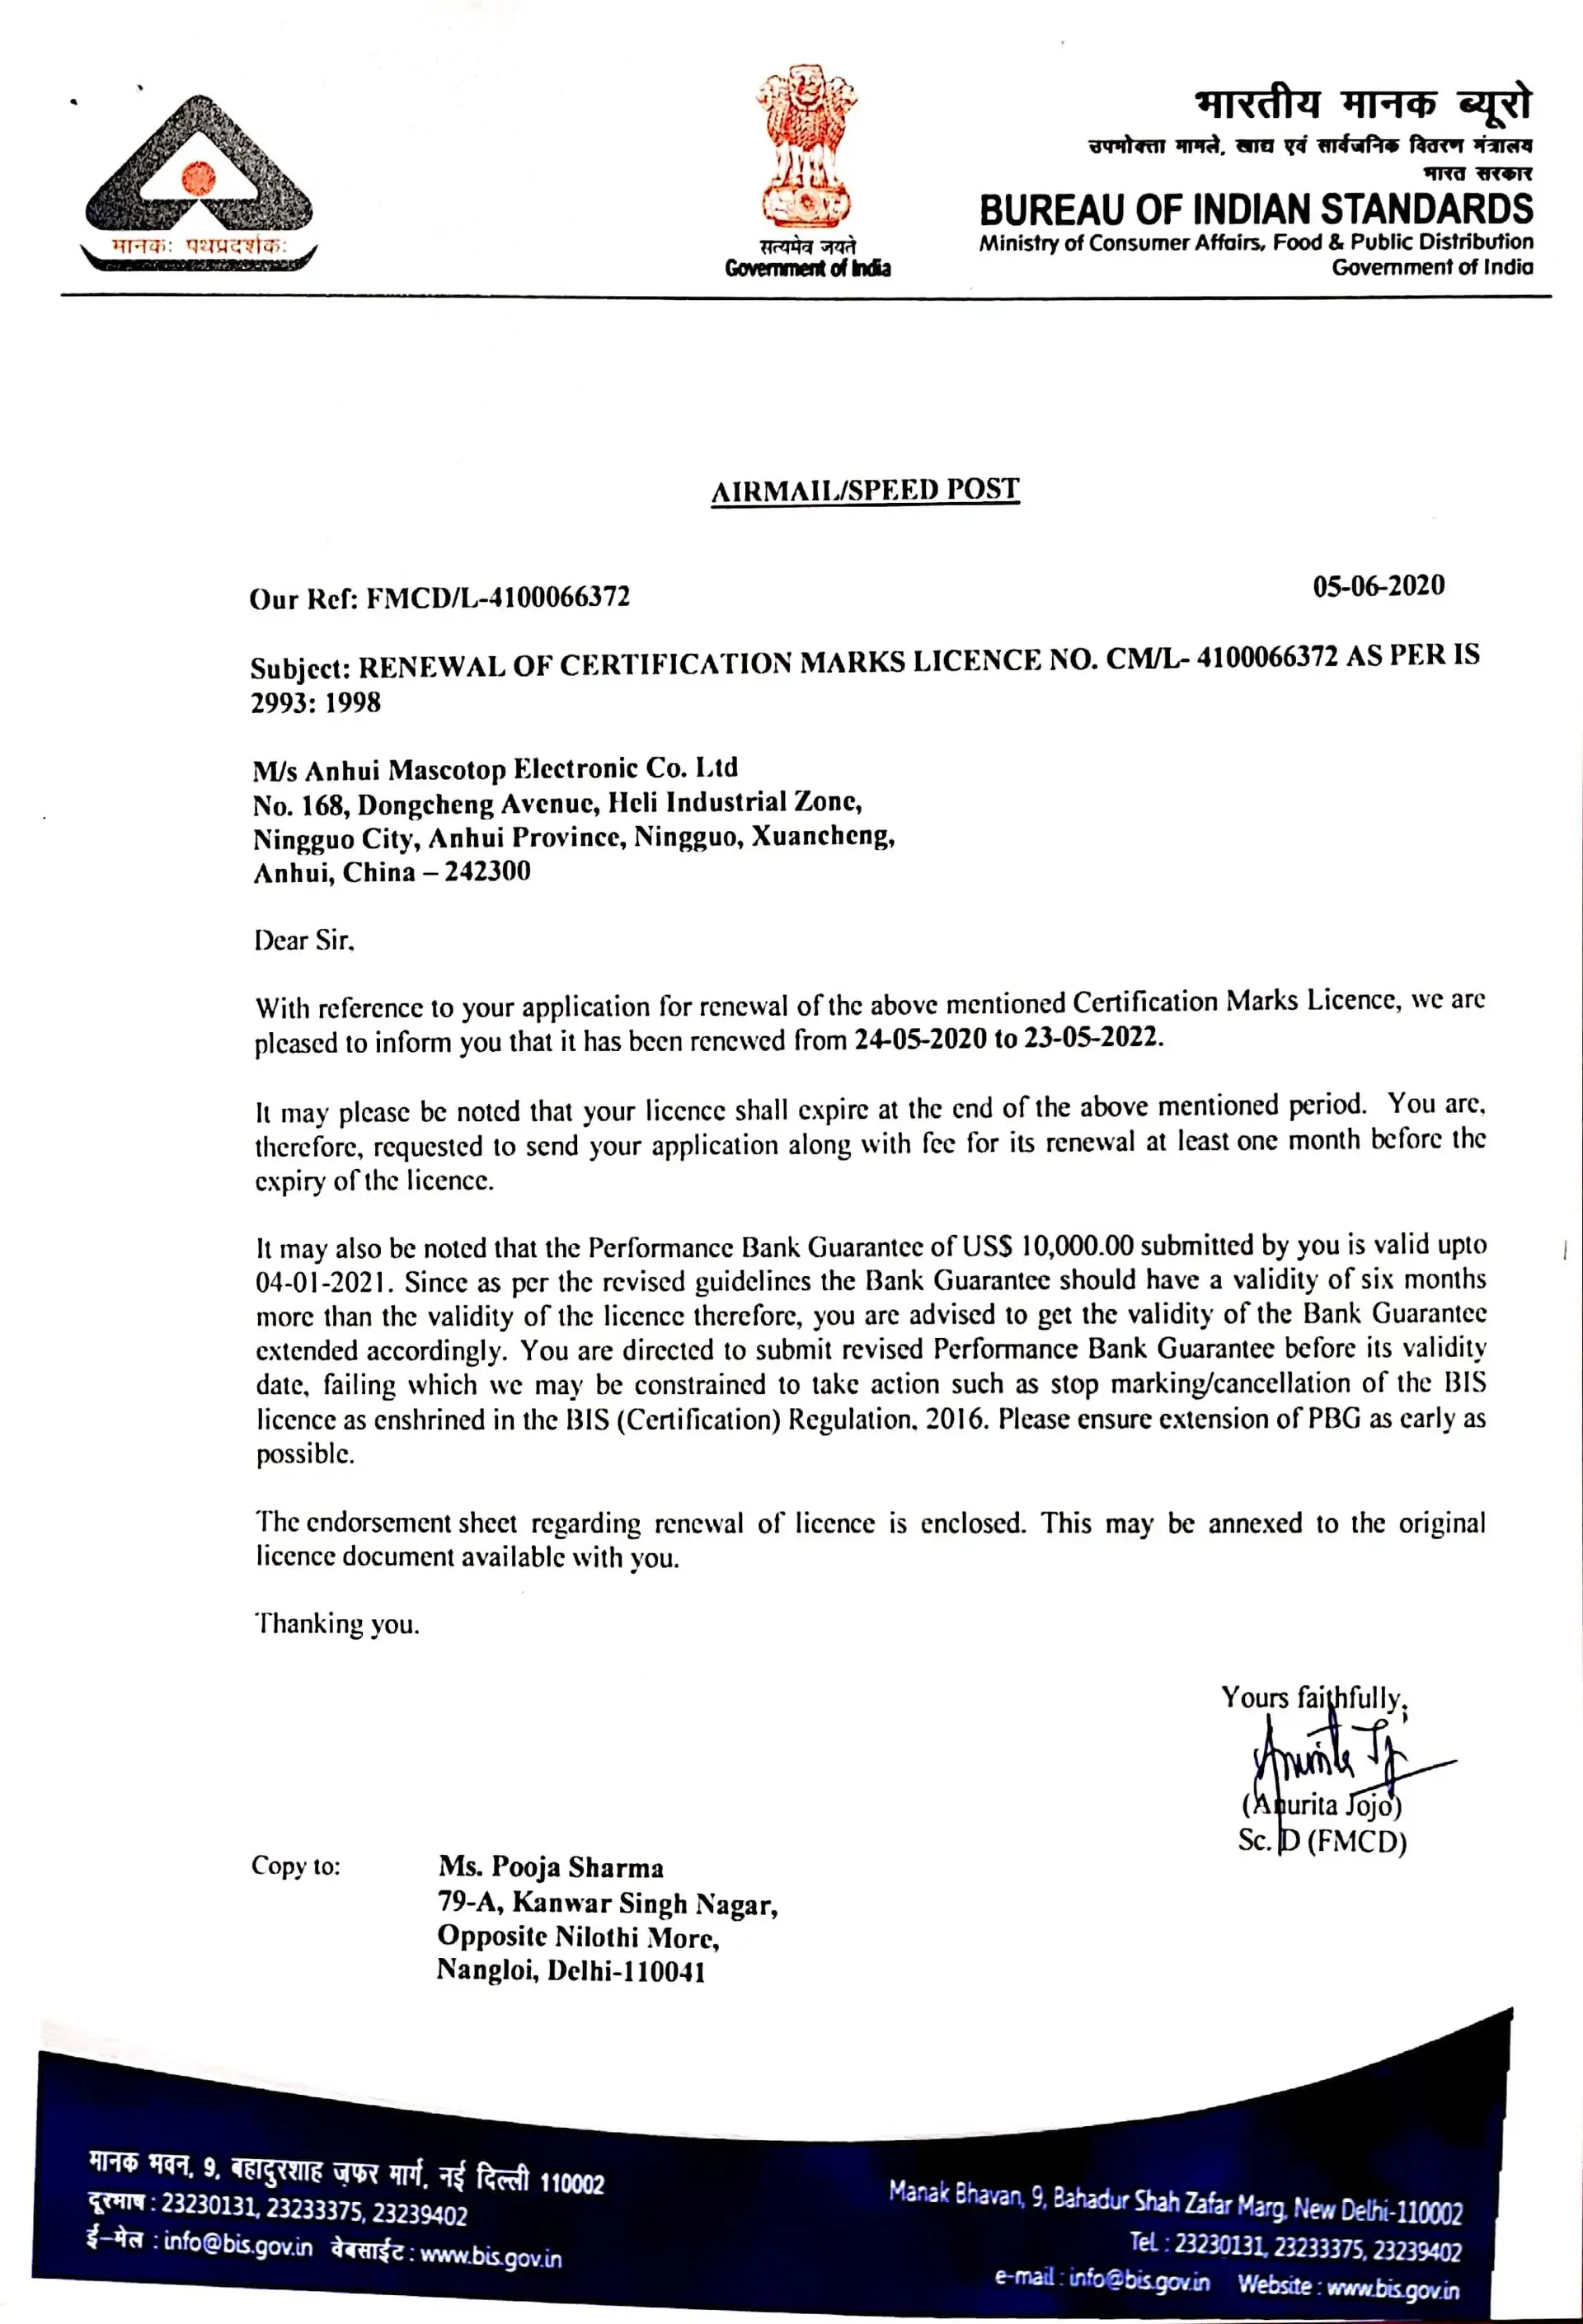 मानकः पथप्रदर्शकः
सत्यमेव जयते
Government of India
भारतीय मानक ब्यूरो
उपभोक्ता मामले, खाद्य एवं सार्वजनिक वितरण मंत्रालय
भारत सरकार
BUREAU OF INDIAN STANDARDS
Ministry of Consumer Affairs, Food & Public Distribution
Government of India
AIRMAIL/SPEED POST
Our Ref: FMCD/L-4100066372
05-06-2020
Subject: RENEWAL OF CERTIFICATION MARKS LICENCE NO. CM/L- 4100066372 AS PER IS
2993: 1998
M/s Anhui Mascotop Electronic Co. Ltd
No. 168, Dongcheng Avenue, Heli Industrial Zone,
Ningguo City, Anhui Province, Ningguo, Xuancheng,
Anhui, China – 242300
Dear Sir,
With reference to your application for renewal of the above mentioned Certification Marks Licence, we are
pleased to inform you that it has been renewed from 24-05-2020 to 23-05-2022.
It may please be noted that your licence shall expire at the end of the above mentioned period. You are,
therefore, requested to send your application along with fee for its renewal at least one month before the
expiry of the licence.
It may also be noted that the Performance Bank Guarantee of US$ 10,000.00 submitted by you is valid upto
04-01-2021. Since as per the revised guidelines the Bank Guarantee should have a validity of six months
more than the validity of the licence therefore, you are advised to get the validity of the Bank Guarantee
extended accordingly. You are directed to submit revised Performance Bank Guarantee before its validity
date, failing which we may be constrained to take action such as stop marking/cancellation of the BIS
licence as enshrined in the BIS (Certification) Regulation, 2016. Please ensure extension of PBG as early as
possible.
The endorsement sheet regarding renewal of licence is enclosed. This may be annexed to the original
licence document available with you.
Thanking you.
Yours faithfully,
(Anurita Jojo)
Sc. D (FMCD)
Copy to:
Ms. Pooja Sharma
79-A, Kanwar Singh Nagar,
Opposite Nilothi More,
Nangloi, Delhi-110041
मानक भवन, 9, बहादुरशाह ज़फर मार्ग, नई दिल्ली 110002
दूरभाष : 23230131, 23233375, 23239402
ई-मेल : info@bis.gov.in वेबसाईट : www.bis.gov.in
Manak Bhavan, 9, Bahadur Shah Zafar Marg, New Delhi-110002
Tel. : 23230131, 23233375, 23239402
e-mail : info@bis.gov.in Website : www.bis.gov.in